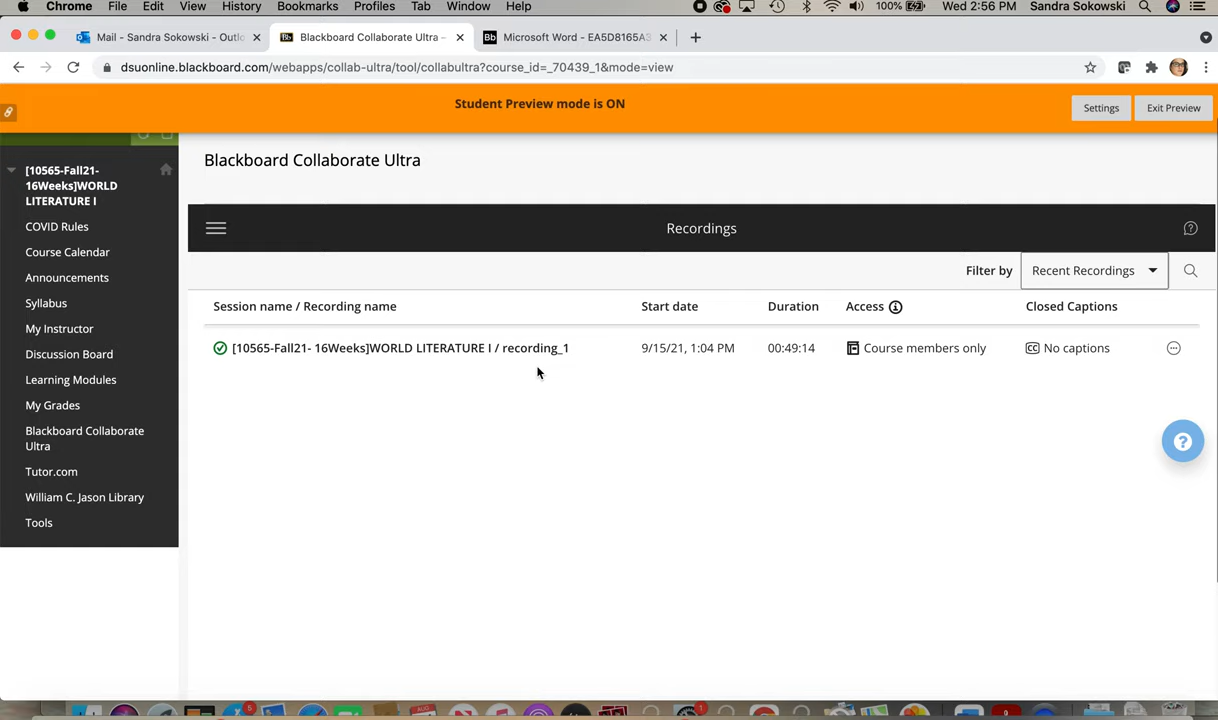 Chrome File Edit View History Bookmarks Profiles Tab Window Help 100% Wed 2:56 PM Sandra Sokowski
Mail - Sandra Sokowski - Outlo
Blackboard Collaborate Ultra –
Bb Microsoft Word - EA5D8165A3
dsuonline.blackboard.com/webapps/collab-ultra/tool/collabultra?course_id=_70439_1&mode=view
Student Preview mode is ON
Settings
Exit Preview
[10565-Fall21-
16Weeks]WORLD
LITERATURE I
COVID Rules
Course Calendar
Announcements
Syllabus
My Instructor
Discussion Board
Learning Modules
My Grades
Blackboard Collaborate
Ultra
Tutor.com
William C. Jason Library
Tools
Blackboard Collaborate Ultra
Recordings
Filter by Recent Recordings
Session name / Recording name Start date Duration Access Closed Captions
[10565-Fall21- 16Weeks]WORLD LITERATURE I / recording_1 9/15/21, 1:04 PM 00:49:14 Course members only CC No captions